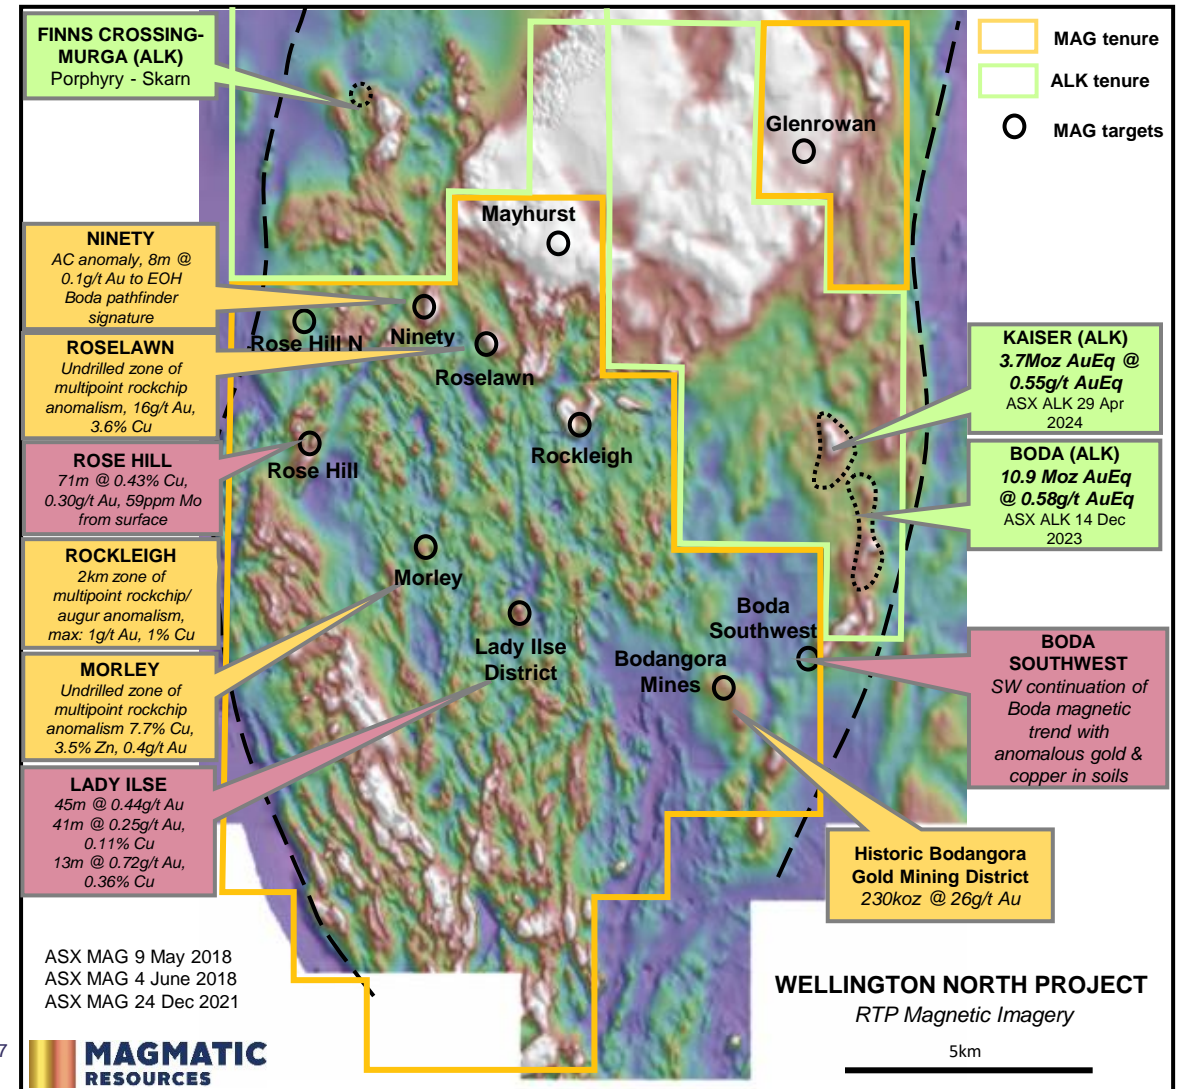 FINNS CROSSING-
MURGA (ALK)
Porphyry - Skarn
MAG tenure
ALK tenure
MAG targets
Glenrowan
Mayhurst
NINETY
AC anomaly, 8m @
0.1g/t Au to EOH
Boda pathfinder
signature
Rose Hill N
Ninety
Roselawn
ROSELAWN
Undrilled zone of
multipoint rockchip
anomalism, 16g/t Au,
3.6% Cu
KAISER (ALK)
3.7Moz AuEq @
0.55g/t AuEq
ASX ALK 29 Apr
2024
Rose Hill
Rockleigh
ROSE HILL
71m @ 0.43% Cu,
0.30g/t Au, 59ppm Mo
from surface
BODA (ALK)
10.9 Moz AuEq
@ 0.58g/t AuEq
ASX ALK 14 Dec
2023
ROCKLEIGH
2km zone of
multipoint rockchip/
augur anomalism,
max: 1g/t Au, 1% Cu
Morley
Lady Ilse
District
Boda
Southwest
Bodangora
Mines
MORLEY
Undrilled zone of
multipoint rockchip
anomalism 7.7% Cu,
3.5% Zn, 0.4g/t Au
BODA
SOUTHWEST
SW continuation of
Boda magnetic
trend with
anomalous gold &
copper in soils
LADY ILSE
45m @ 0.44g/t Au
41m @ 0.25g/t Au,
0.11% Cu
13m @ 0.72g/t Au,
0.36% Cu
Historic Bodangora
Gold Mining District
230koz @ 26g/t Au
ASX MAG 9 May 2018
ASX MAG 4 June 2018
ASX MAG 24 Dec 2021
WELLINGTON NORTH PROJECT
RTP Magnetic Imagery
5km
7
MAGMATIC
RESOURCES